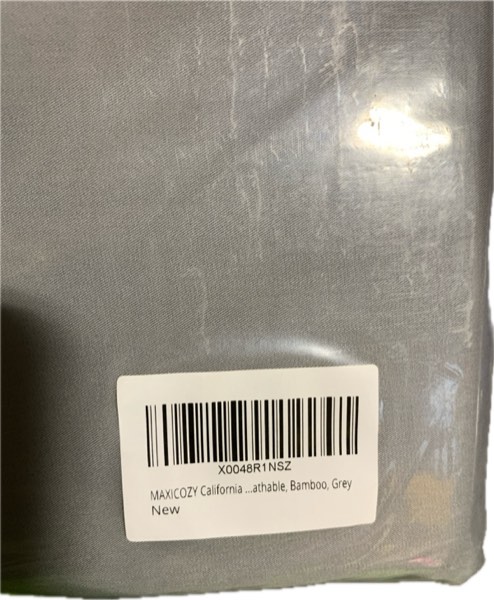 X0048R1NSZ
MAXICOZY California ...athable, Bamboo, Grey
New